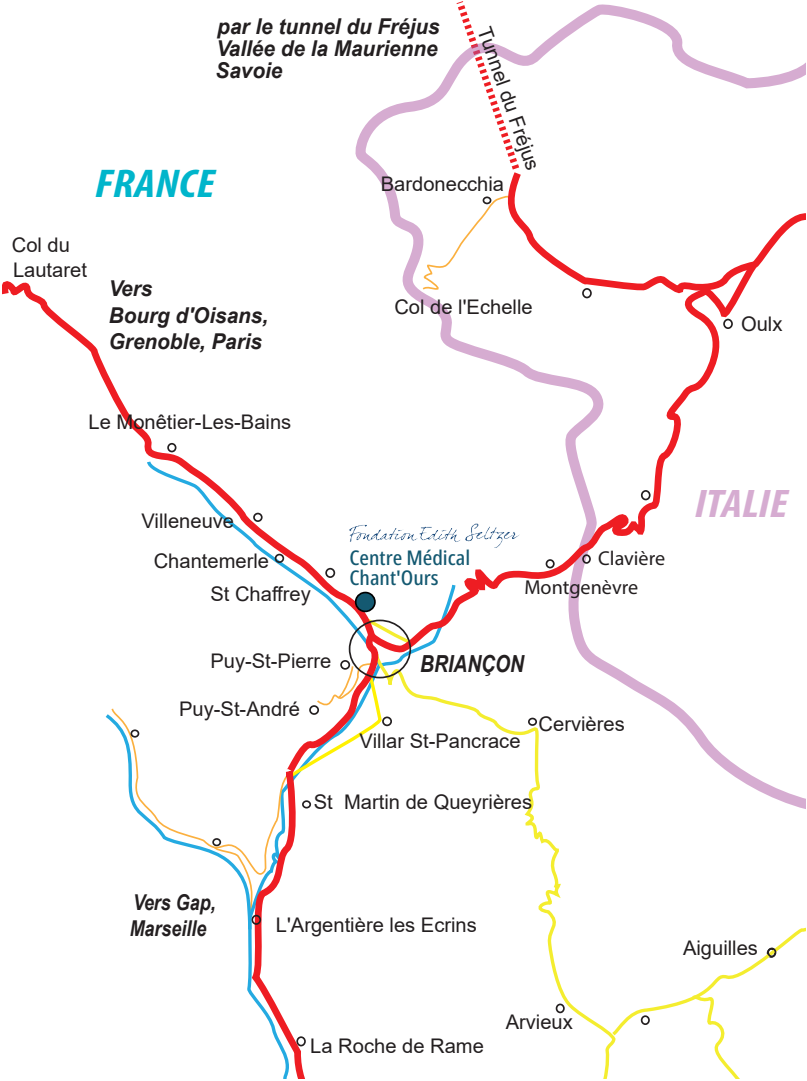 par le tunnel du Fréjus
Vallée de la Maurienne
Savoie
Tunnel du Fréjus
FRANCE
Bardonecchia
Col du
Lautaret
Vers
Bourg d'Oisans,
Grenoble, Paris
Col de l'Echelle
Oulx
Le Monêtier-Les-Bains
ITALIE
Villeneuve
Fondation Edith Seltzer
Centre Médical
Chant'Ours
Chantemerle
Clavière
St Chaffrey
Montgenèvre
Puy-St-Pierre
BRIANÇON
Puy-St-André
Villar St-Pancrace
Cervières
St Martin de Queyrières
Vers Gap,
Marseille
L'Argentière les Ecrins
Aiguilles
Arvieux
La Roche de Rame